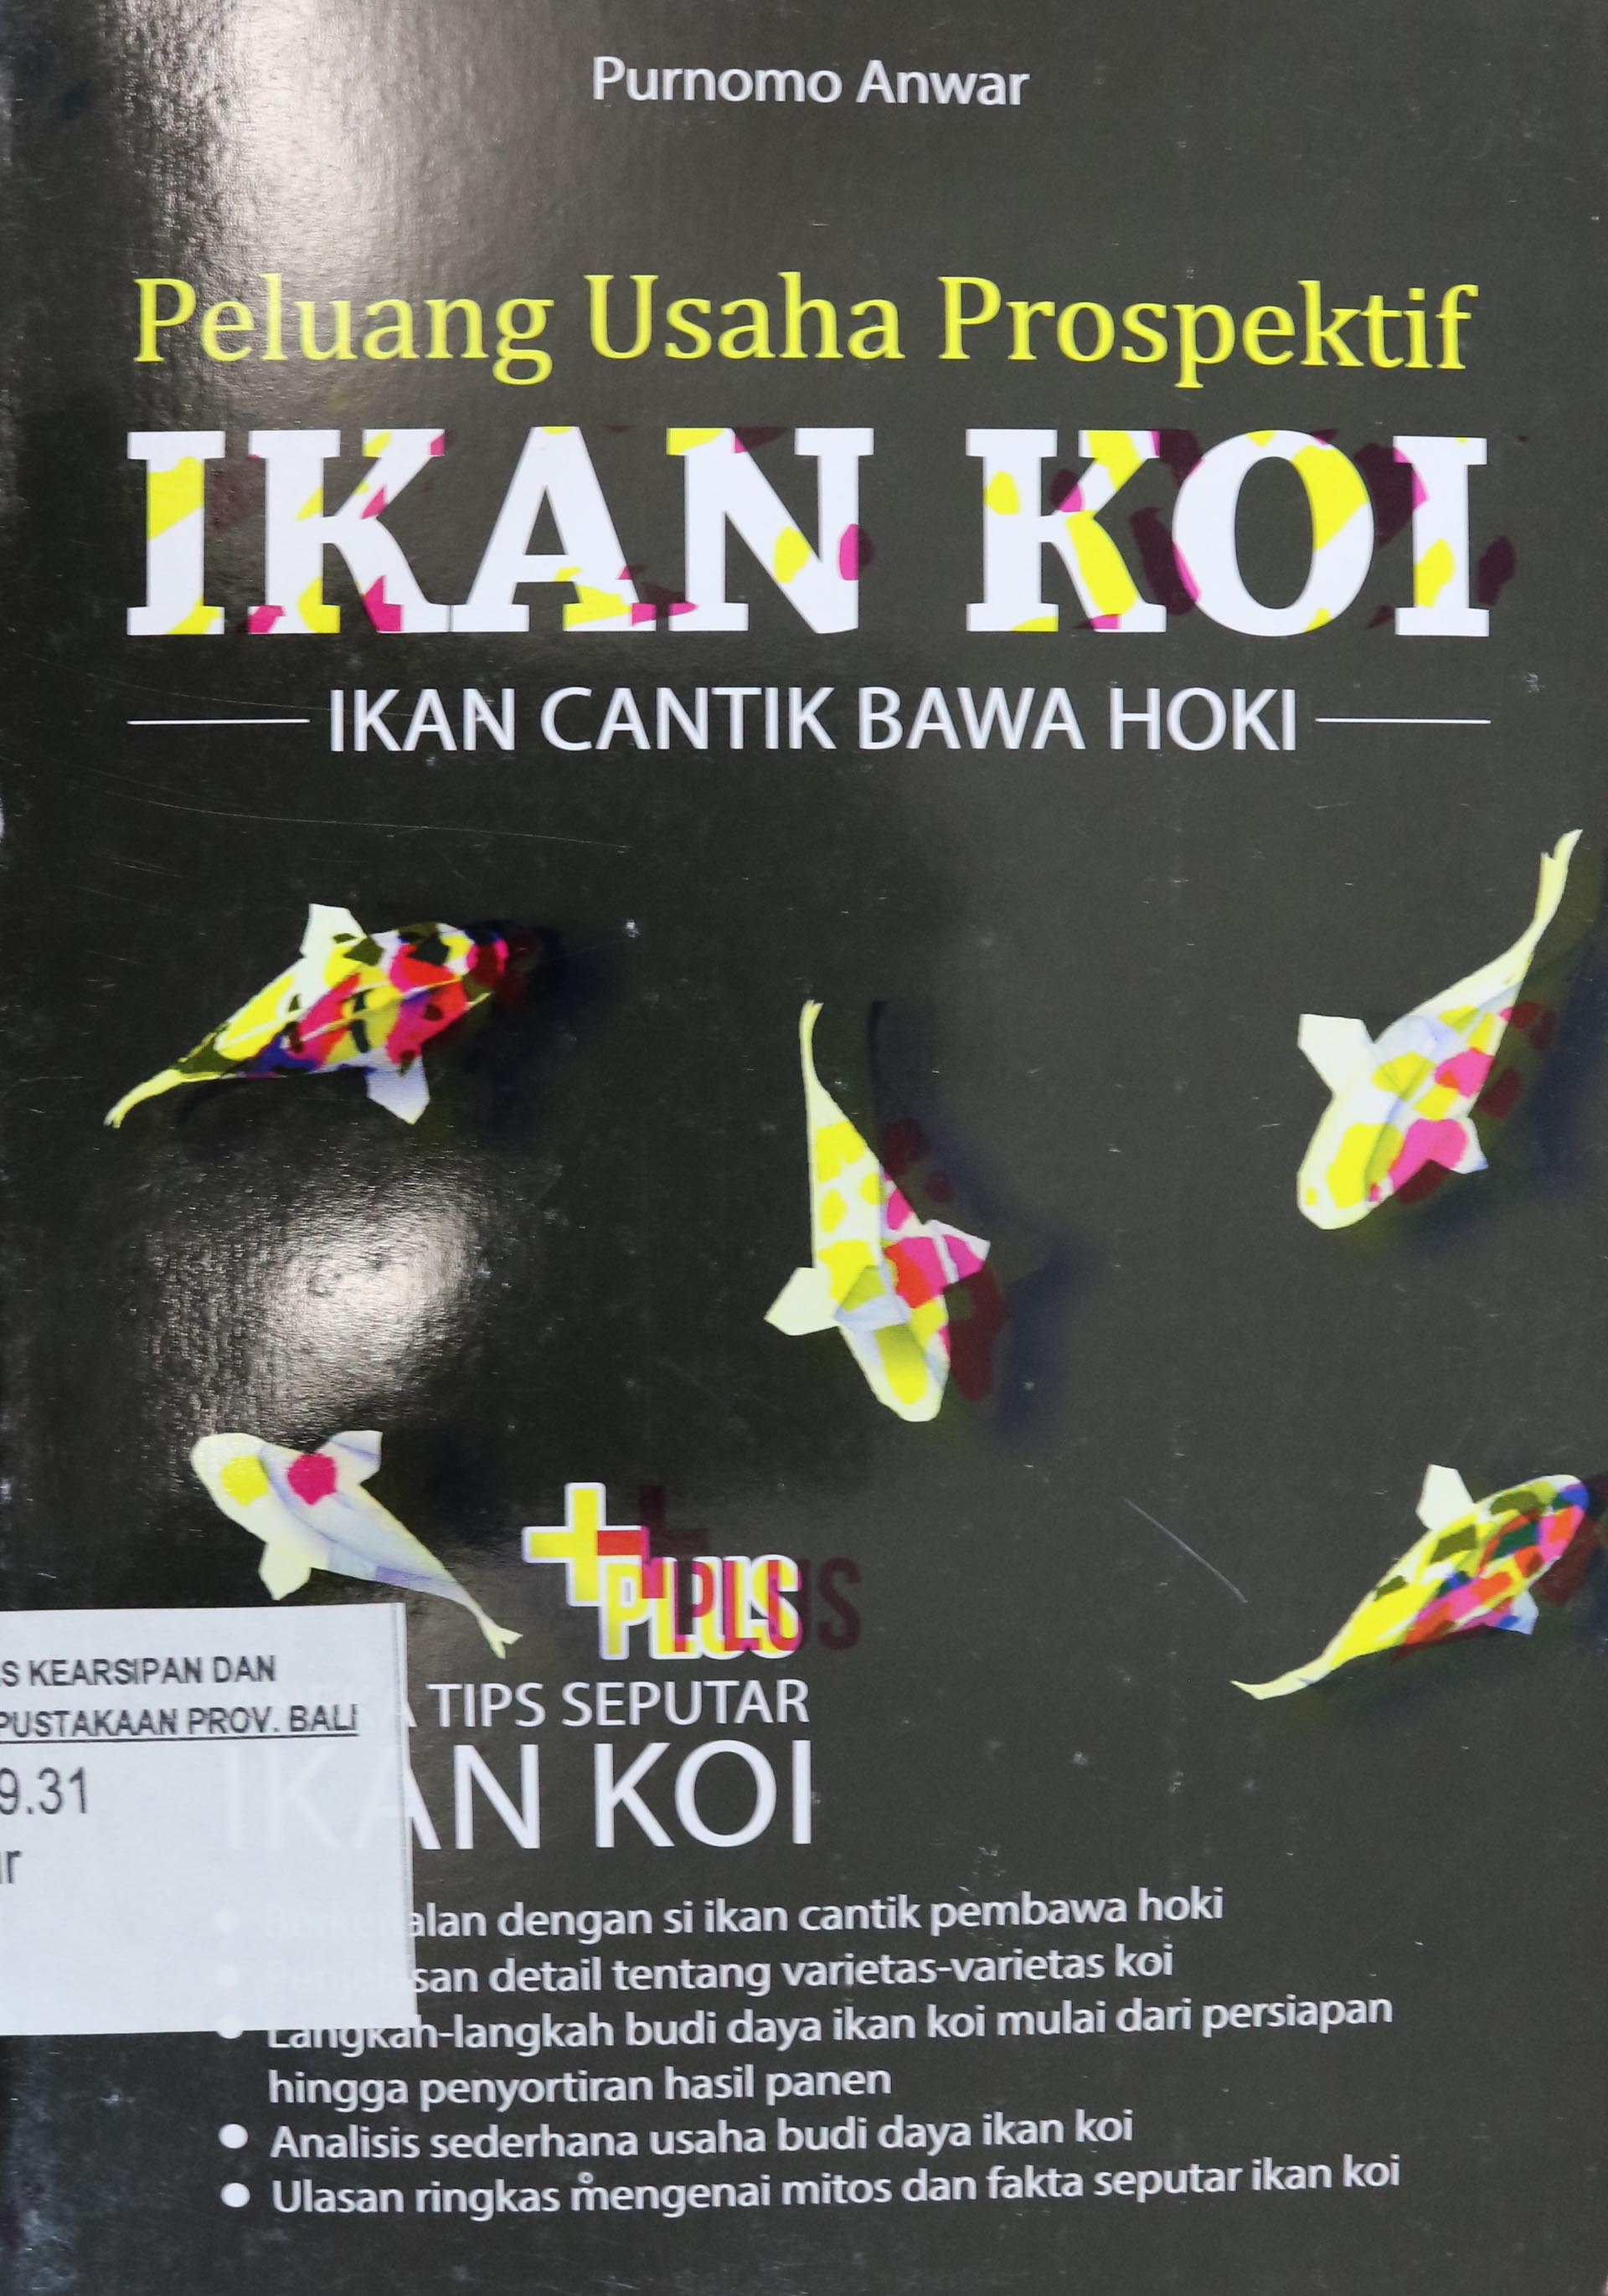 Purnomo Anwar
Peluang Usaha Prospektif
IKAN KOI
IKAN CANTIK BAWA HOKI
PLUS
TIPS SEPUTAR
IKAN KOI
S KEARSIPAN DAN
PUSTAKAAN PROV. BALI
9.31
r
alan dengan si ikan cantik pembawa hoki
san detail tentang varietas-varietas koi
Langkah-langkah budi daya ikan koi mulai dari persiapan
hingga penyortiran hasil panen
Analisis sederhana usaha budi daya ikan koi
Ulasan ringkas mengenai mitos dan fakta seputar ikan koi